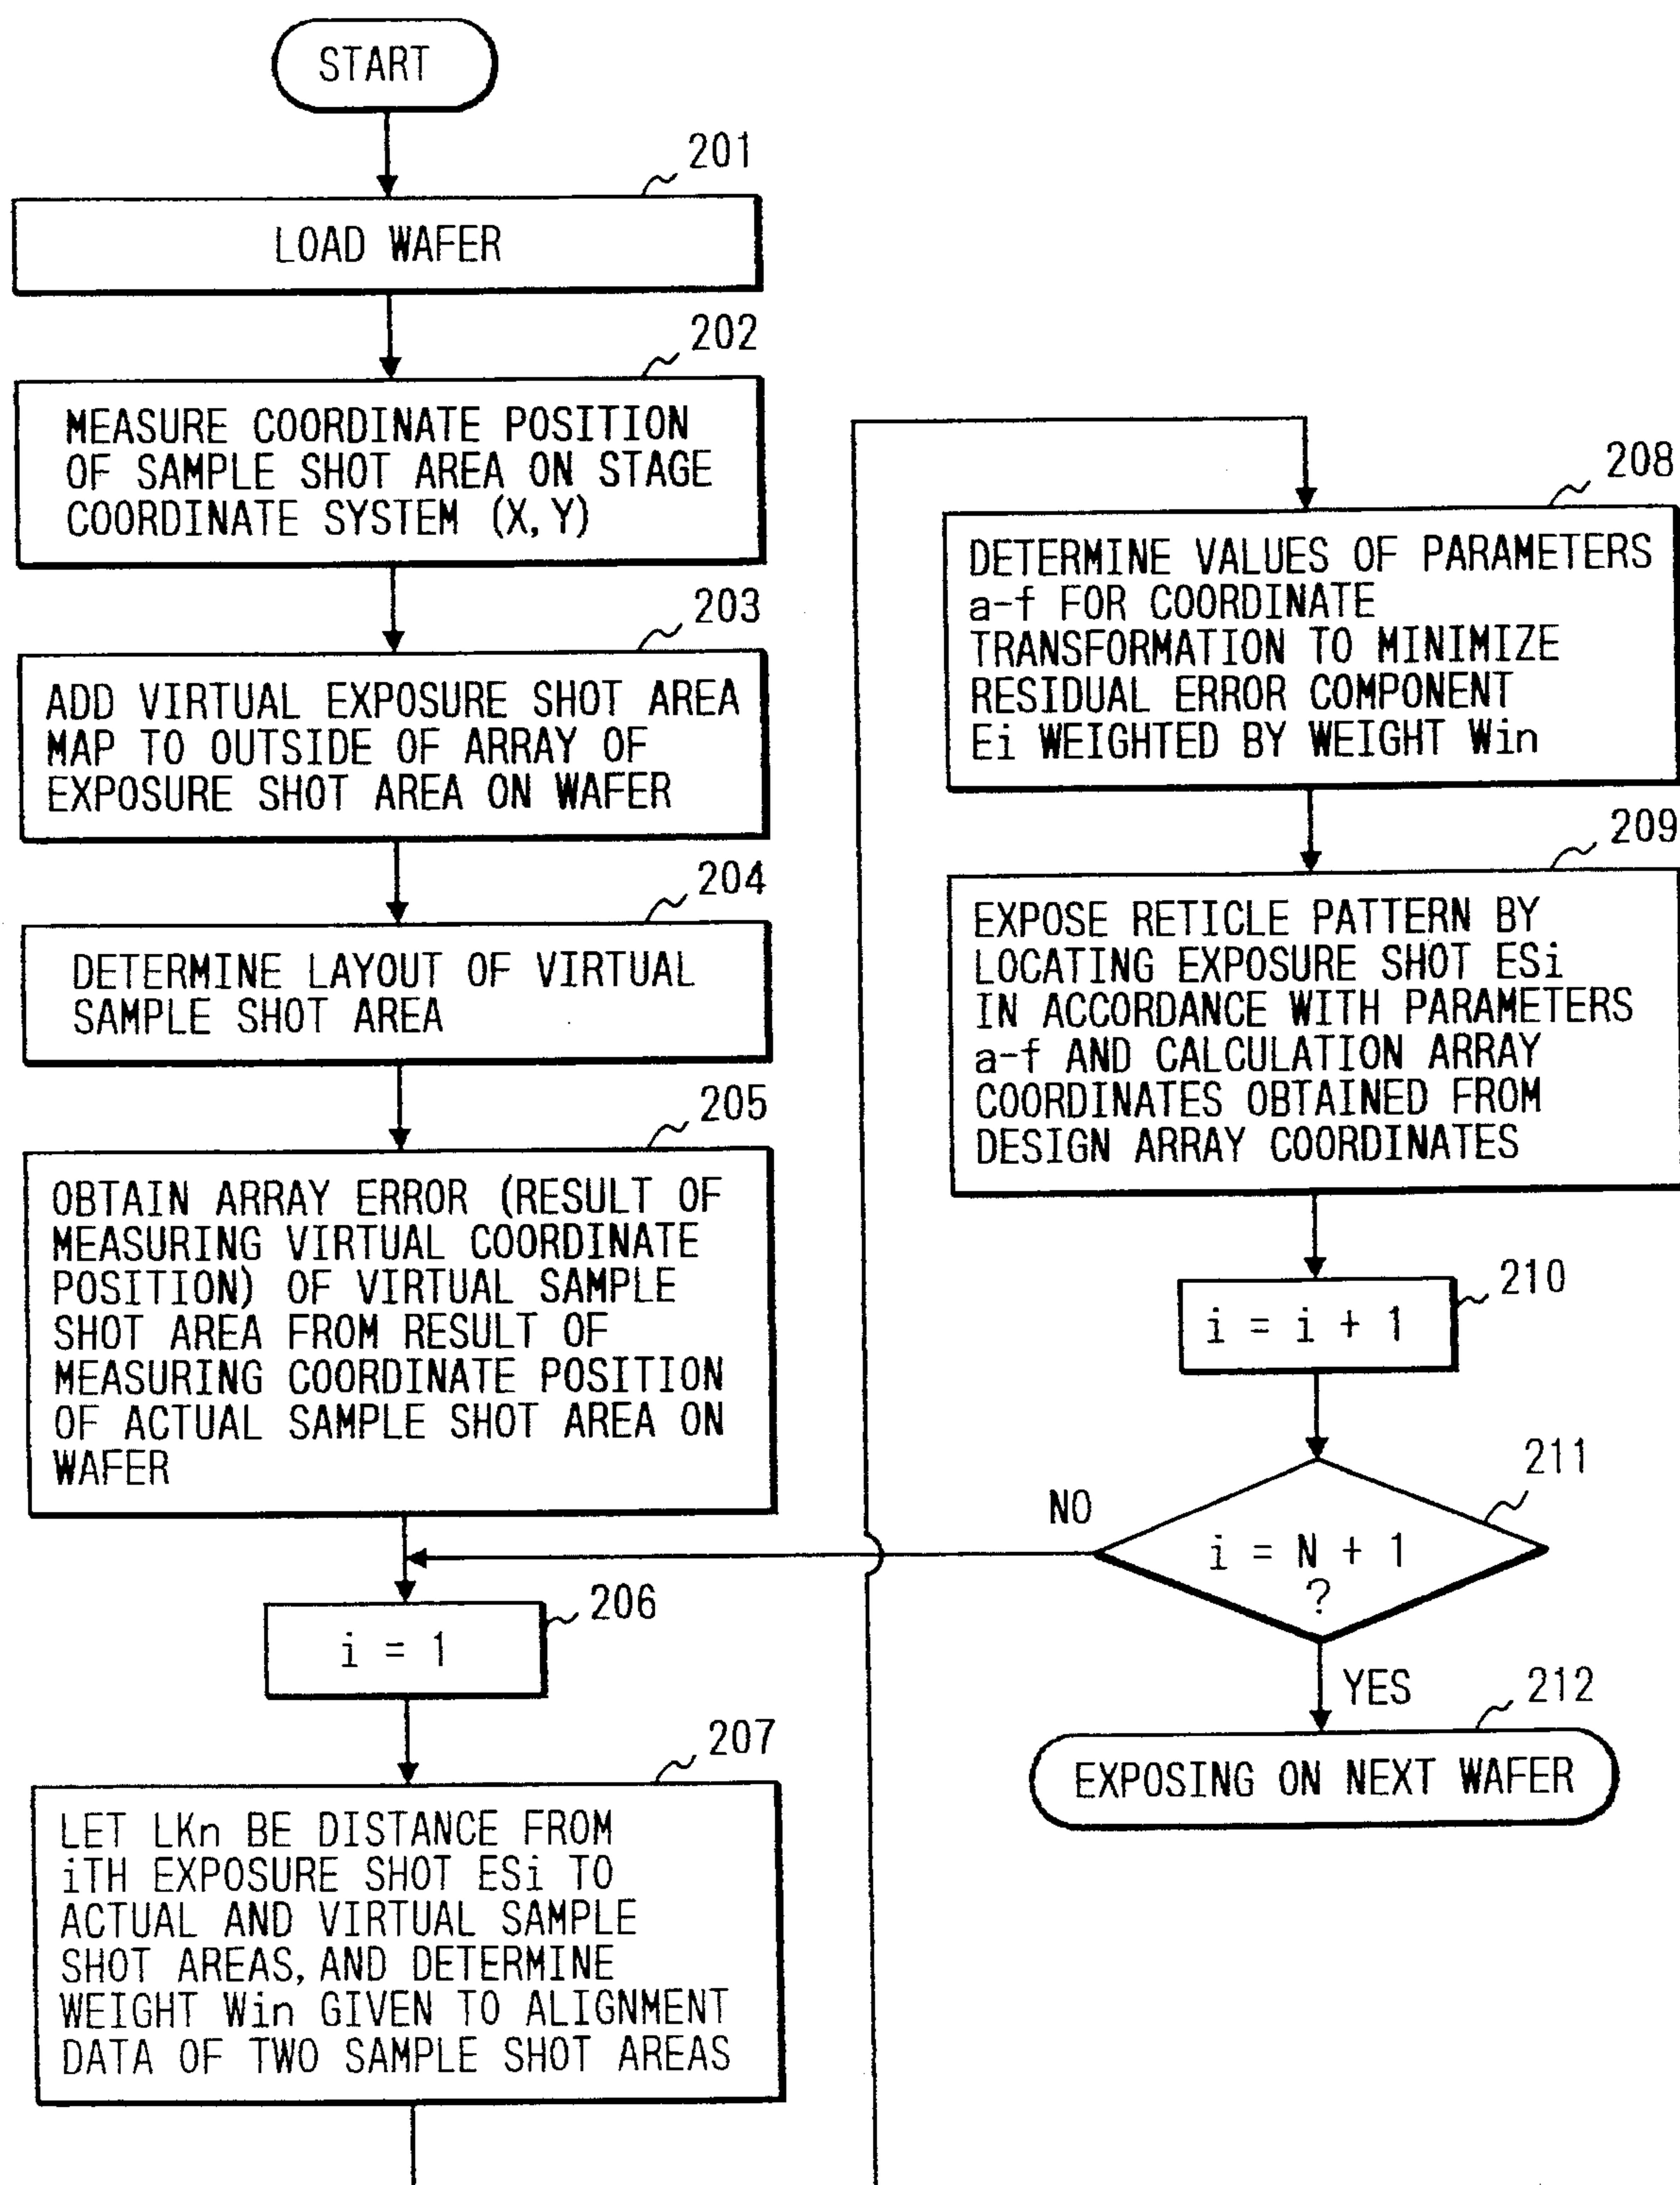 START
201
LOAD WAFER
202
MEASURE COORDINATE POSITION
OF SAMPLE SHOT AREA ON STAGE
COORDINATE SYSTEM (X, Y)
203
ADD VIRTUAL EXPOSURE SHOT AREA
MAP TO OUTSIDE OF ARRAY OF
EXPOSURE SHOT AREA ON WAFER
204
DETERMINE LAYOUT OF VIRTUAL
SAMPLE SHOT AREA
205
OBTAIN ARRAY ERROR (RESULT OF
MEASURING VIRTUAL COORDINATE
POSITION) OF VIRTUAL SAMPLE
SHOT AREA FROM RESULT OF
MEASURING COORDINATE POSITION
OF ACTUAL SAMPLE SHOT AREA ON
WAFER
206
i = 1
207
LET LKn BE DISTANCE FROM
iTH EXPOSURE SHOT ESi TO
ACTUAL AND VIRTUAL SAMPLE
SHOT AREAS, AND DETERMINE
WEIGHT Win GIVEN TO ALIGNMENT
DATA OF TWO SAMPLE SHOT AREAS
208
DETERMINE VALUES OF PARAMETERS
a-f FOR COORDINATE
TRANSFORMATION TO MINIMIZE
RESIDUAL ERROR COMPONENT
Ei WEIGHTED BY WEIGHT Win
209
EXPOSE RETICLE PATTERN BY
LOCATING EXPOSURE SHOT ESi
IN ACCORDANCE WITH PARAMETERS
a-f AND CALCULATION ARRAY
COORDINATES OBTAINED FROM
DESIGN ARRAY COORDINATES
210
i = i + 1
211
NO
i = N + 1
?
YES
212
EXPOSING ON NEXT WAFER